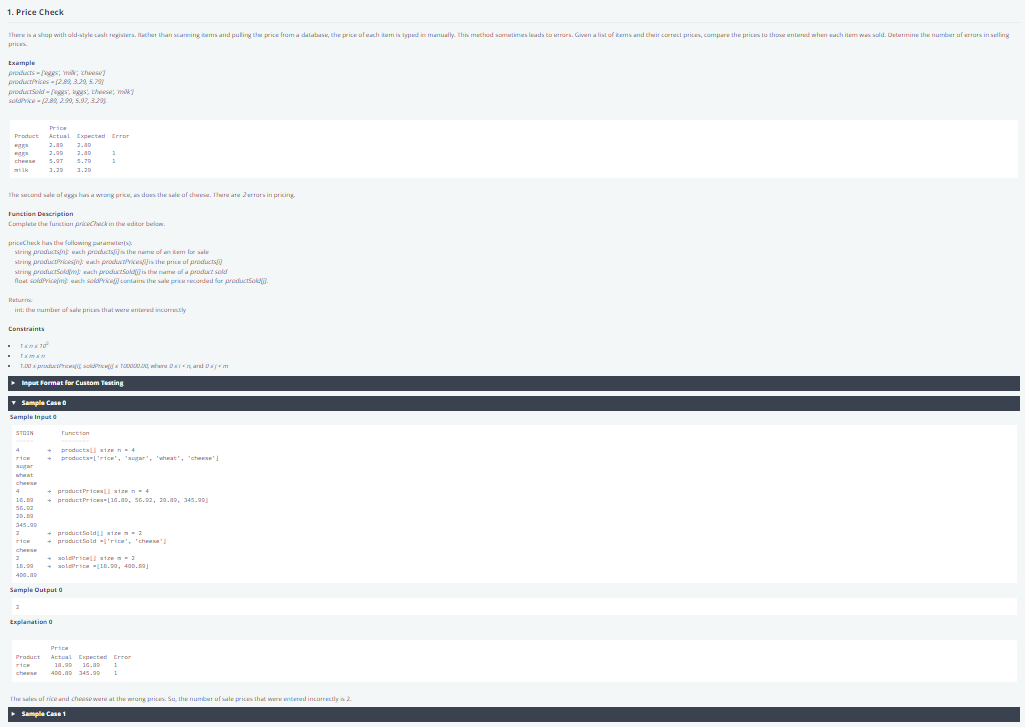 1. Price Check
There is a shop with old-style cash registers. Rather than scanning items and pulling the price from a database, the price of each item is typed in manually. This method sometimes leads to errors. Given a list of items and their correct prices, compare the prices to those entered when each item was sold. Determine the number of errors in selling
prices.
Example
products = ['eggs', 'milk', 'cheese']
productPrices = [2.89, 3.29, 5.79]
productSold = ['eggs', 'eggs', 'cheese', 'milk']
soldPrice = [2.89, 2.99, 5.97, 3.29].
Price
Product Actual Expected Error
eggs 2.89 2.89
eggs 2.99 2.89 1
cheese 5.97 5.79 1
milk 3.29 3.29
The second sale of eggs has a wrong price, as does the sale of cheese. There are 2 errors in pricing.
Function Description
Complete the function priceCheck in the editor below.
priceCheck has the following parameter(s):
string products[n]: each products[i] is the name of an item for sale
string productPrices[n]: each productPrices[i] is the price of products[i]
string productSold[m]: each productSold[j] is the name of a product sold
float soldPrice[m]: each soldPrice[j] contains the sale price recorded for productSold[j].
Returns:
int: the number of sale prices that were entered incorrectly
Constraints
• 1 ≤ n ≤ 10⁵
• 1 ≤ m ≤ n
• 1.00 ≤ productPrices[i], soldPrice[j] ≤ 100000.00, where 0 ≤ i < n, and 0 ≤ j < m
► Input Format for Custom Testing
▼ Sample Case 0
Sample Input 0
STDIN Function
----- --------
4 → products[] size n = 4
rice → products=['rice', 'sugar', 'wheat', 'cheese']
sugar
wheat
cheese
4 → productPrices[] size n = 4
16.89 → productPrices=[16.89, 56.92, 20.89, 345.99]
56.92
20.89
345.99
2 → productSold[] size m = 2
rice → productSold =['rice', 'cheese']
cheese
2 → soldPrice[] size m = 2
18.99 → soldPrice =[18.99, 400.89]
400.89
Sample Output 0
2
Explanation 0
Price
Product Actual Expected Error
rice 18.99 16.89 1
cheese 400.89 345.99 1
The sales of rice and cheese were at the wrong prices. So, the number of sale prices that were entered incorrectly is 2.
► Sample Case 1